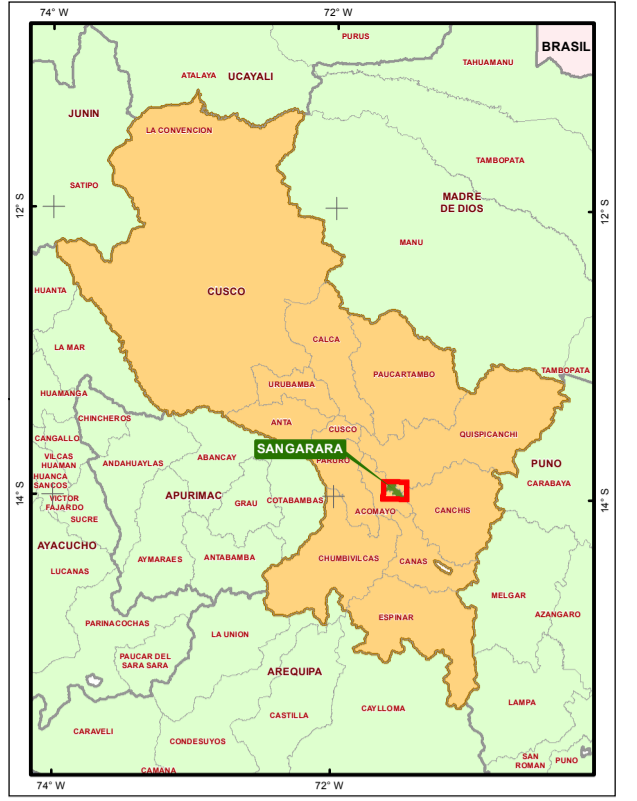 74° W
72° W
PURUS
BRASIL
TAHUAMANU
ATALAYA
UCAYALI
JUNIN
LA CONVENCION
TAMBOPATA
SATIPO
MADRE
DE DIOS
12° S
12° S
MANU
HUANTA
CUSCO
CALCA
LA MAR
PAUCARTAMBO
TAMBOPATA
URUBAMBA
HUAMANGA
CHINCHEROS
ANTA
CUSCO
QUISPICANCHI
CANGALLO
SANGARARA
VILCAS
HUAMAN
ANDAHUAYLAS
ABANCAY
PARURO
PUNO
HUANCA
SANCOS
CARABAYA
APURIMAC
VICTOR
FAJARDO
GRAU
COTABAMBAS
14° S
14° S
ACOMAYO
CANCHIS
SUCRE
AYACUCHO
AYMARAES
ANTABAMBA
CHUMBIVILCAS
CANAS
LUCANAS
MELGAR
AZANGARO
PARINACOCHAS
ESPINAR
LA UNION
PAUCAR DEL
SARA SARA
AREQUIPA
LAMPA
CAYLLOMA
CASTILLA
CARAVELI
CONDESUYOS
SAN
ROMAN
PUNO
CAMANA
74° W
72° W